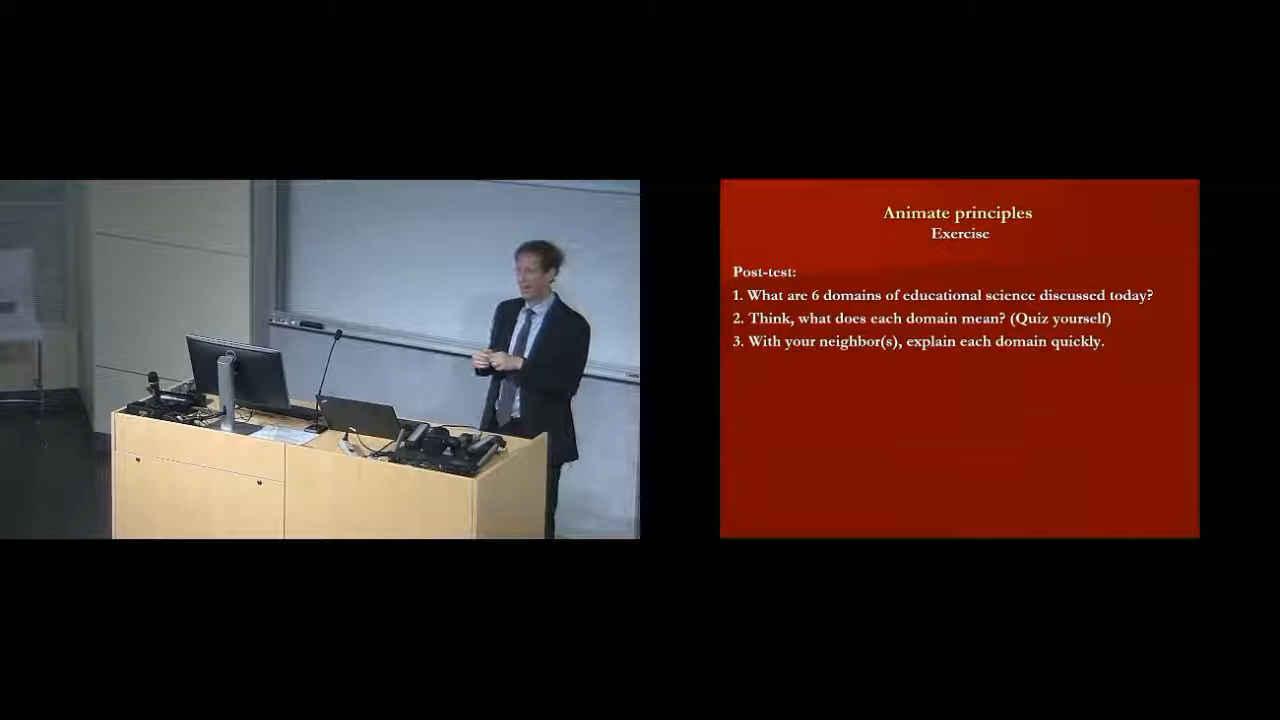 Animate principles
Exercise
Post-test:
1. What are 6 domains of educational science discussed today?
2. Think, what does each domain mean? (Quiz yourself)
3. With your neighbor(s), explain each domain quickly.